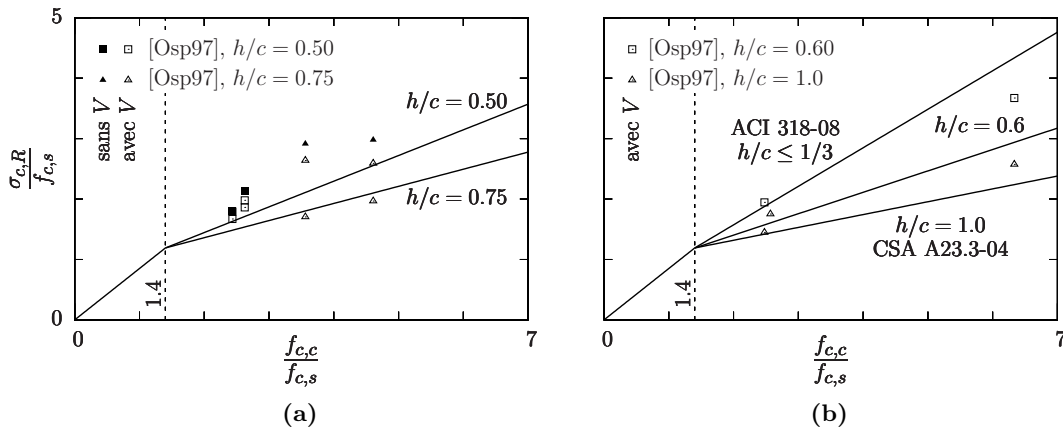 5
[Osp97], h/c = 0.50
[Osp97], h/c = 0.75
sans V
avec V
h/c = 0.50
h/c = 0.75
σc,R
fc,s
1.4
0
0
7
fc,c
fc,s
(a)
[Osp97], h/c = 0.60
[Osp97], h/c = 1.0
avec V
ACI 318-08
h/c ≤ 1/3
h/c = 0.6
h/c = 1.0
CSA A23.3-04
1.4
0
7
fc,c
fc,s
(b)